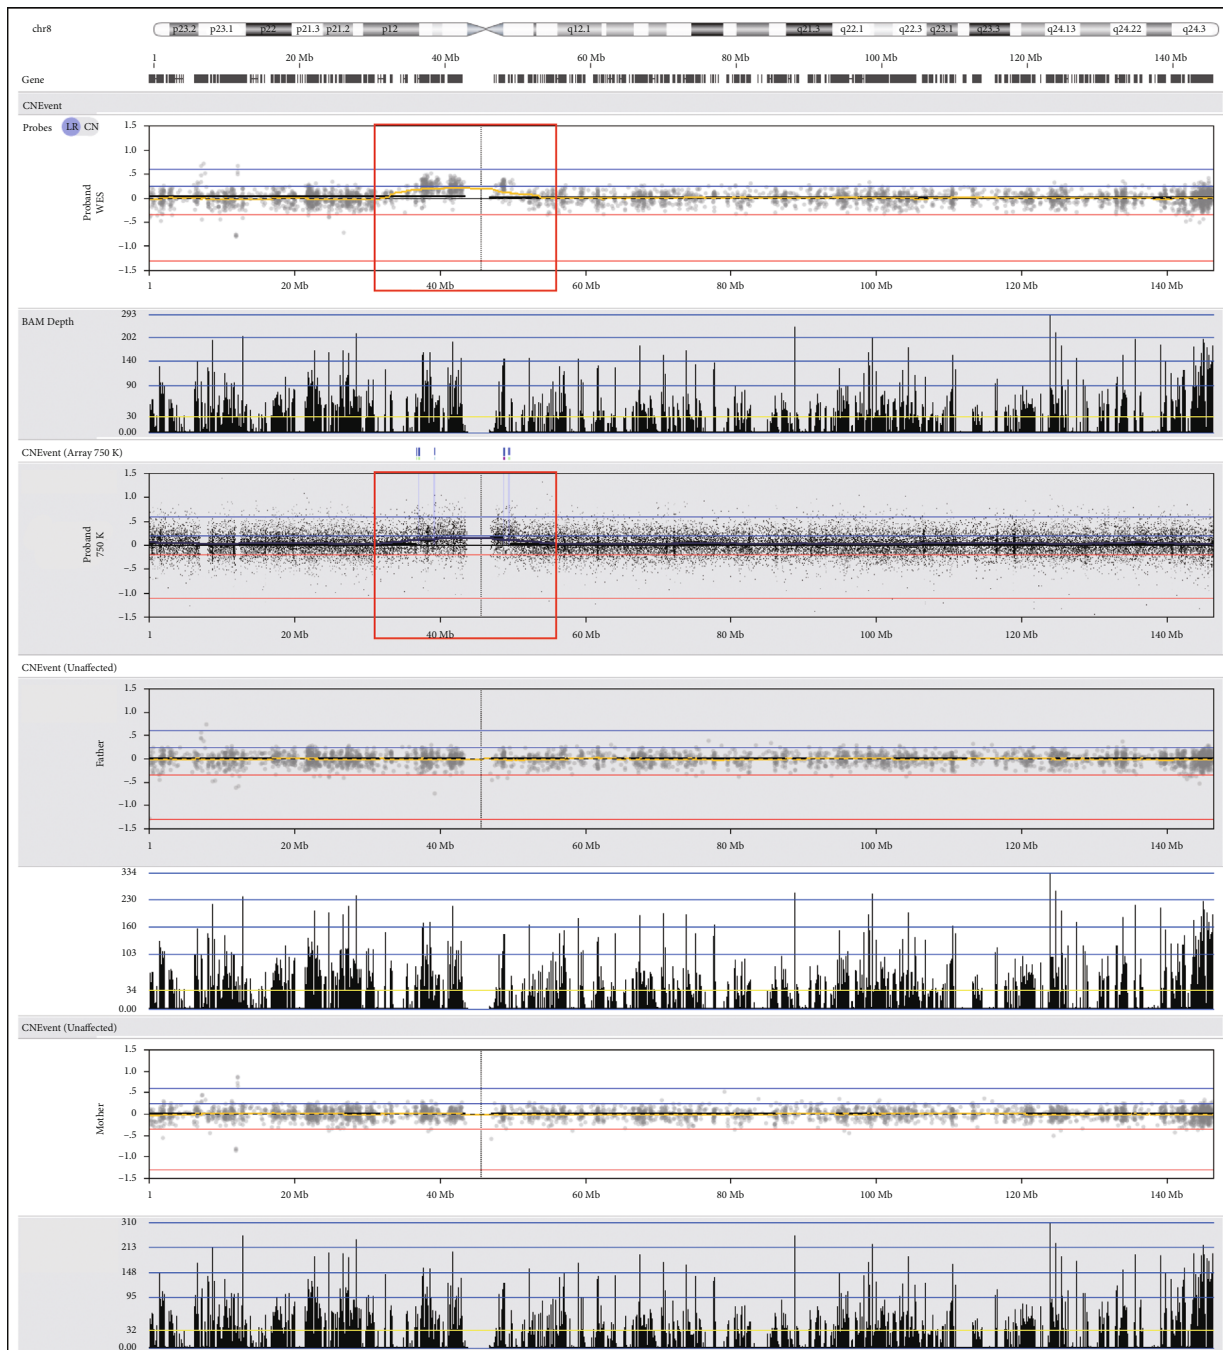 chr8 p23.2 p23.1 p22 p21.3 p21.2 p12 q12.1 q21.3 q22.1 q22.3 q23.1 q23.3 q24.13 q24.22 q24.3
1 20 Mb 40 Mb 60 Mb 80 Mb 100 Mb 120 Mb 140 Mb
Gene
CNEvent
Probes LR CN
Proband
WES
1.5
1.0
.5
0
−.5
−1.0
−1.5
1 20 Mb 40 Mb 60 Mb 80 Mb 100 Mb 120 Mb 140 Mb
BAM Depth
293
202
140
90
30
0.00
CNEvent (Array 750 K)
Proband
750 K
1.5
1.0
.5
0
−.5
−1.0
−1.5
1 20 Mb 40 Mb 60 Mb 80 Mb 100 Mb 120 Mb 140 Mb
CNEvent (Unaffected)
Father
1.5
1.0
.5
0
−.5
−1.0
−1.5
1 20 Mb 40 Mb 60 Mb 80 Mb 100 Mb 120 Mb 140 Mb
334
230
160
103
34
0.00
CNEvent (Unaffected)
Mother
1.5
1.0
.5
0
−.5
−1.0
−1.5
1 20 Mb 40 Mb 60 Mb 80 Mb 100 Mb 120 Mb 140 Mb
310
213
148
95
32
0.00